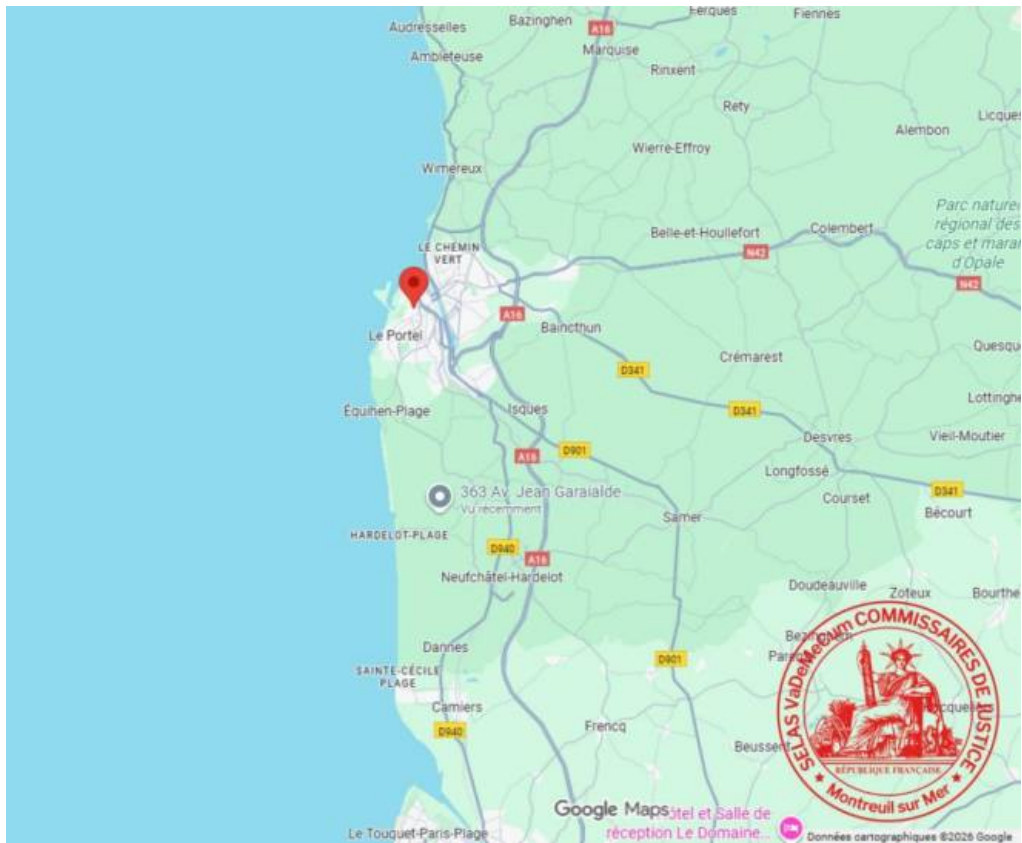 Ferques
Fiennes
Bazinghen
Audresselles
A16
Marquise
Ambleteuse
Rinxent
Rety
Licques
Alembon
Wierre-Effroy
Wimereux
Parc naturel
régional des
caps et marai
d'Opale
Belle-et-Houllefort
Colembert
LE CHEMIN
VERT
N42
N42
A16
Le Portel
Baincthun
Quesqu
Crémarest
D341
Lottinghe
Équihen-Plage
Isques
D341
Desvres
Vieil-Moutier
D901
A16
Longfossé
363 Av. Jean Garaialde
Vu récemment
Courset
D341
Bécourt
Samer
HARDELOT-PLAGE
D940
A16
Neufchâtel-Hardelot
Doudeauville
Zoteux
Bourthe
Dannes
D901
SAINTE-CÉCILE
PLAGE
Camiers
Frencq
D940
Beussent
SELAS VaDeMeCum COMMISSAIRES DE JUSTICE
RÉPUBLIQUE FRANÇAISE
★ Montreuil sur Mer ★
Google Maps
Hôtel et Salle de
réception Le Domaine...
Le Touquet-Paris-Plage
Données cartographiques ©2026 Google